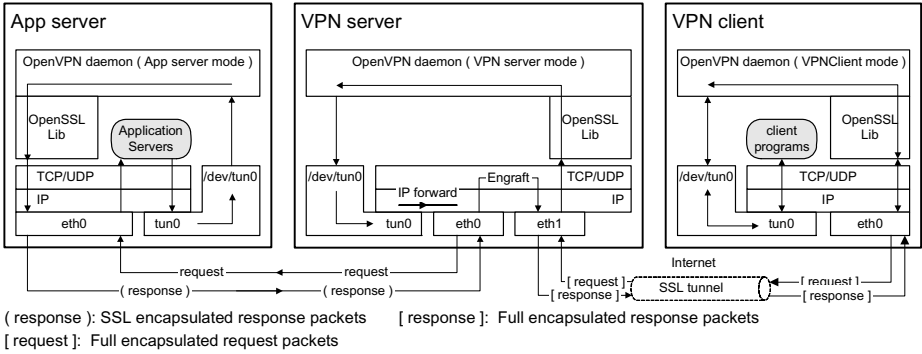 App server
OpenVPN daemon ( App server mode )
OpenSSL
Lib
Application
Servers
TCP/UDP
/dev/tun0
IP
eth0
tun0
VPN server
OpenVPN daemon ( VPN server mode )
OpenSSL
Lib
/dev/tun0
Engraft
TCP/UDP
IP forward
IP
tun0
eth0
eth1
VPN client
OpenVPN daemon ( VPNClient mode )
client
programs
OpenSSL
Lib
/dev/tun0
TCP/UDP
IP
tun0
eth0
request
request
( response )
( response )
Internet
[ request ]
[ response ]
SSL tunnel
[ request ]
[ response ]
( response ): SSL encapsulated response packets
[ response ]: Full encapsulated response packets
[ request ]: Full encapsulated request packets